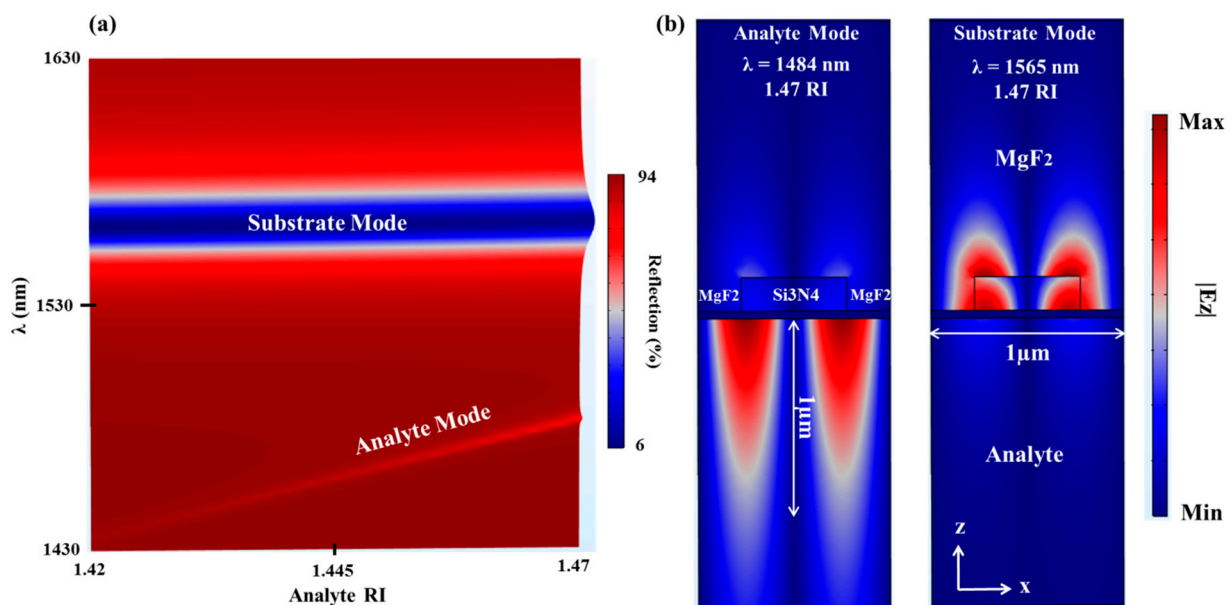 (a)
1630
1530
1430
λ (nm)
Substrate Mode
Analyte Mode
1.42
1.445
1.47
Analyte RI
94
6
Reflection (%)
(b)
Analyte Mode
λ = 1484 nm
1.47 RI
MgF2
Si3N4
MgF2
1μm
Substrate Mode
λ = 1565 nm
1.47 RI
MgF2
1μm
Analyte
z
x
Max
|Ez|
Min